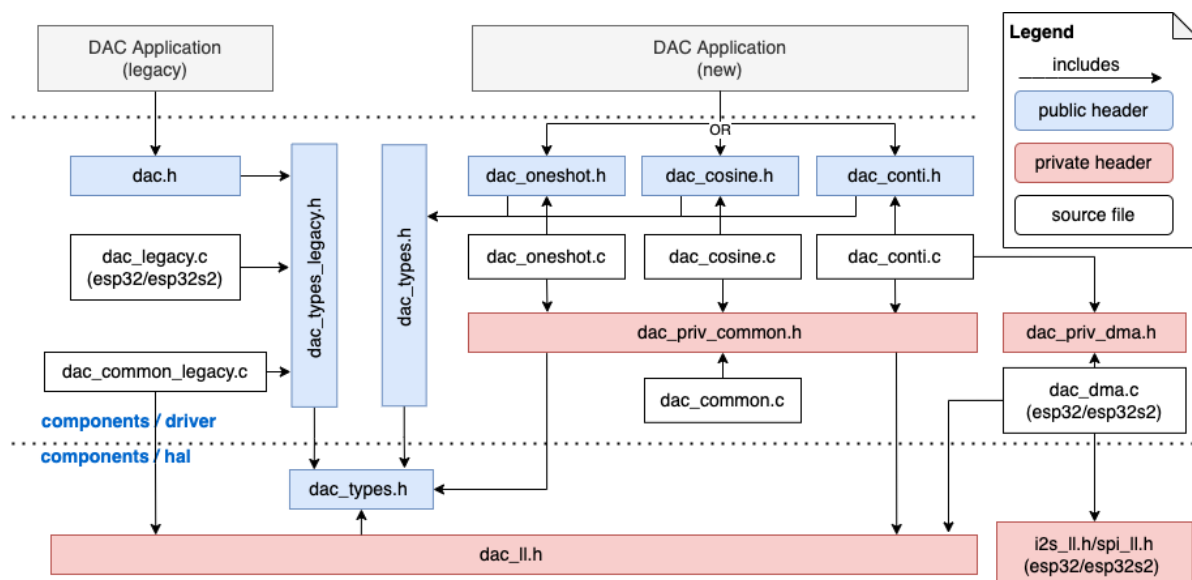 DAC Application
(legacy)
DAC Application
(new)
Legend
includes
public header
private header
source file
OR
dac.h
dac_types_legacy.h
dac_types.h
dac_oneshot.h
dac_cosine.h
dac_conti.h
dac_legacy.c
(esp32/esp32s2)
dac_oneshot.c
dac_cosine.c
dac_conti.c
dac_priv_common.h
dac_priv_dma.h
dac_common_legacy.c
dac_common.c
dac_dma.c
(esp32/esp32s2)
components / driver
components / hal
dac_types.h
dac_ll.h
i2s_ll.h/spi_ll.h
(esp32/esp32s2)